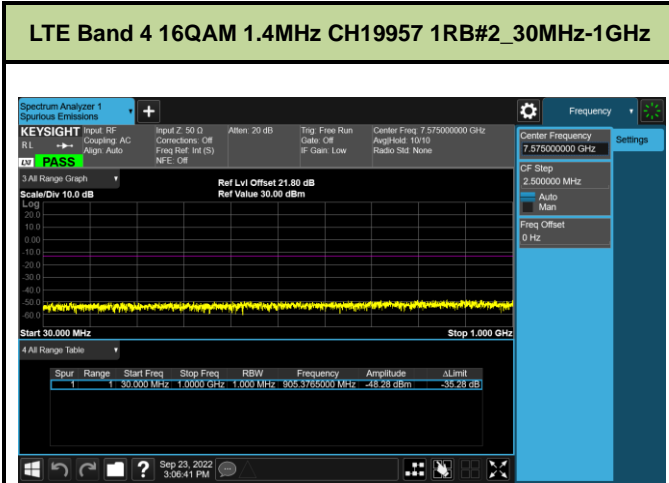 LTE Band 4 16QAM 1.4MHz CH19957 1RB#2_30MHz-1GHz
Spectrum Analyzer 1
Spurious Emissions
+
Frequency
KEYSIGHT Input: RF Input Z: 50 Ω Atten: 20 dB Trig: Free Run Center Freq: 7.575000000 GHz
RL Coupling: AC Corrections: Off Gate: Off Avg|Hold: 10/10
Align: Auto Freq Ref: Int (S) IF Gain: Low Radio Std: None
LXI PASS NFE: Off
Center Frequency
7.575000000 GHz
Settings
CF Step
2.500000 MHz
Auto
Man
Freq Offset
0 Hz
3 All Range Graph
Ref Lvl Offset 21.80 dB
Scale/Div 10.0 dB Ref Value 30.00 dBm
Log
20.0
10.0
0.00
-10.0
-20.0
-30.0
-40.0
-50.0
-60.0
Start 30.000 MHz Stop 1.000 GHz
4 All Range Table
Spur Range Start Freq Stop Freq RBW Frequency Amplitude ΔLimit
1 1 30.000 MHz 1.0000 GHz 1.000 MHz 905.3765000 MHz -48.28 dBm -35.28 dB
? Sep 23, 2022
3:06:41 PM